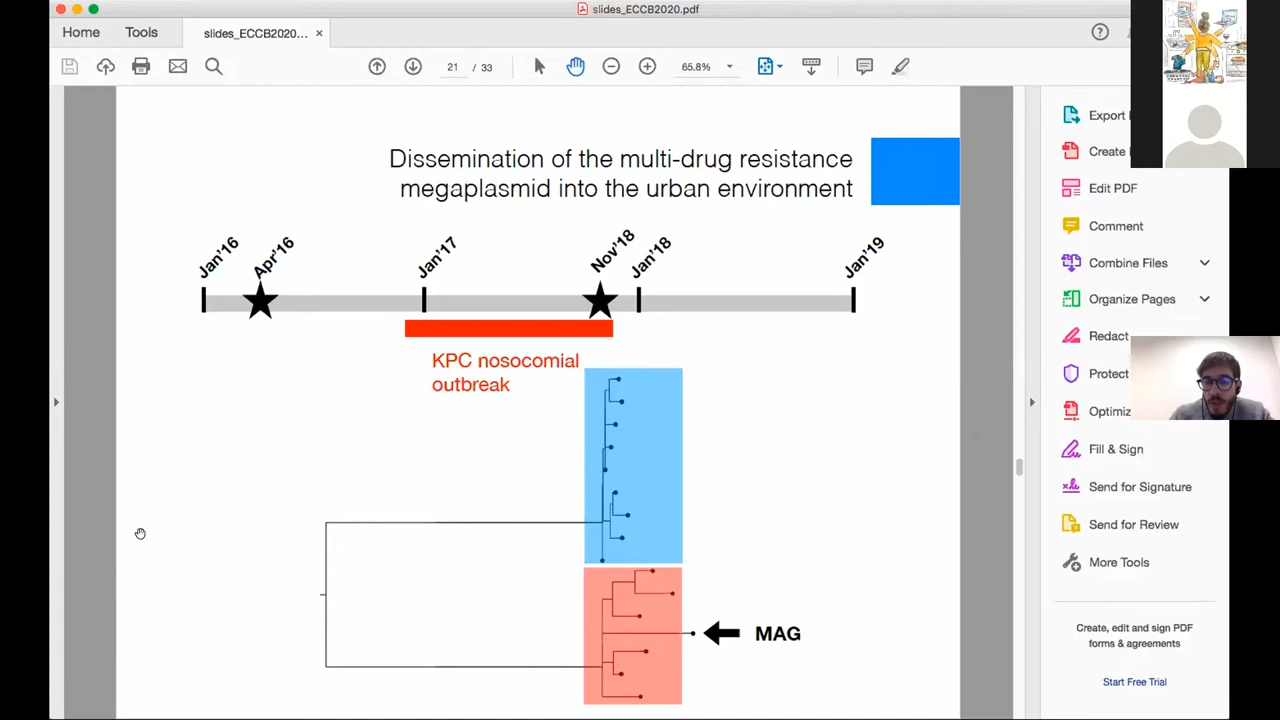 slides_ECCB2020.pdf
Home
Tools
slides_ECCB2020...
21 / 33
65.8%
Export
Create
Edit PDF
Comment
Combine Files
Organize Pages
Redact
Protect
Optimiz
Fill & Sign
Send for Signature
Send for Review
More Tools
Create, edit and sign PDF
forms & agreements
Start Free Trial
Dissemination of the multi-drug resistance
megaplasmid into the urban environment
Jan'16
Apr'16
Jan'17
Nov'18
Jan'18
Jan'19
KPC nosocomial
outbreak
MAG